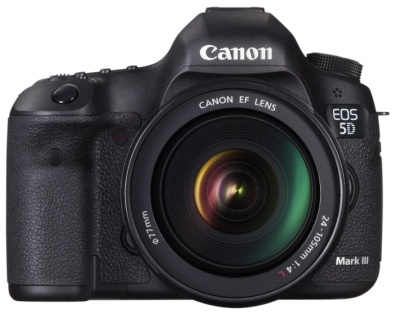 Canon
CANON EF LENS
EOS
5D
24-105mm 1:4 L
Φ77mm
Mark III